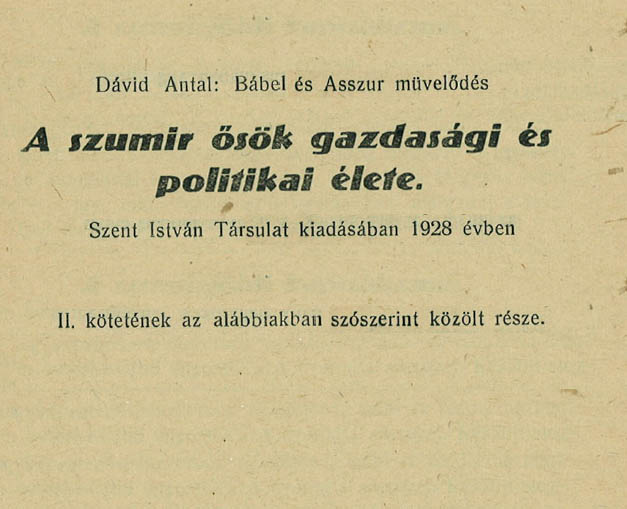 Dávid Antal: Bábel és Asszur müvelődés
A szumir ősök gazdasági és
politikai élete.
Szent István Társulat kiadásában 1928 évben
II. kötetének az alábbiakban szószerint közölt része.